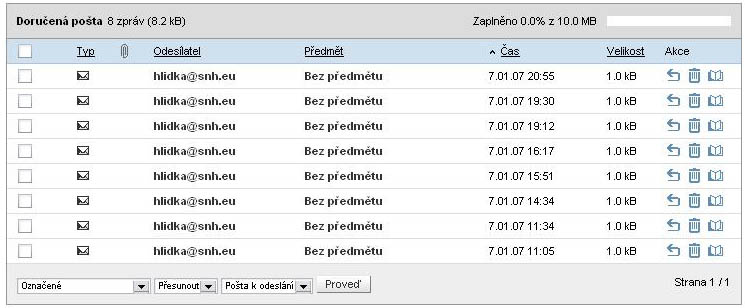 Doručená pošta 8 zpráv (8.2 kB) Zaplněno 0.0% z 10.0 MB
Typ Odesílatel Předmět Čas Velikost Akce
hlidka@snh.eu Bez předmětu 7.01.07 20:55 1.0 kB
hlidka@snh.eu Bez předmětu 7.01.07 19:30 1.0 kB
hlidka@snh.eu Bez předmětu 7.01.07 19:12 1.0 kB
hlidka@snh.eu Bez předmětu 7.01.07 16:17 1.0 kB
hlidka@snh.eu Bez předmětu 7.01.07 15:51 1.0 kB
hlidka@snh.eu Bez předmětu 7.01.07 14:34 1.0 kB
hlidka@snh.eu Bez předmětu 7.01.07 11:34 1.0 kB
hlidka@snh.eu Bez předmětu 7.01.07 11:05 1.0 kB
Označené Přesunout Pošta k odeslání Proveď Strana 1 / 1